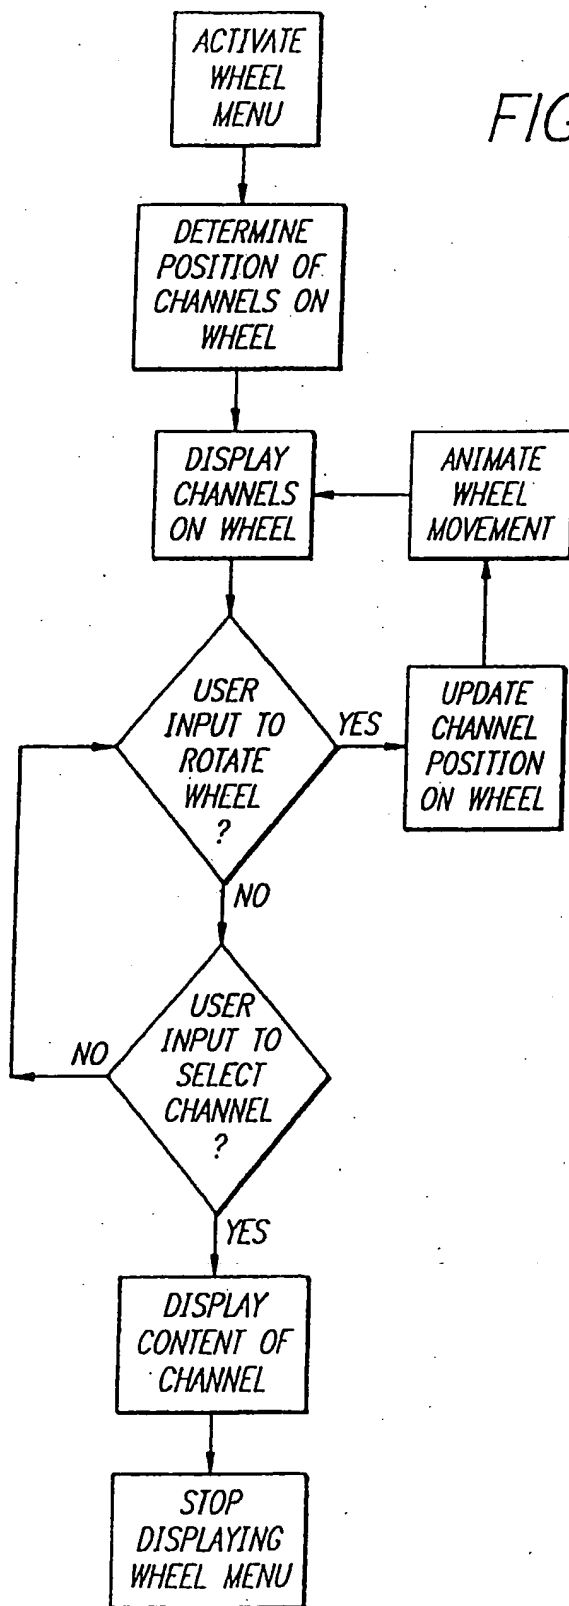 ACTIVATE
WHEEL
MENU
FIG
DETERMINE
POSITION OF
CHANNELS ON
WHEEL
DISPLAY
CHANNELS
ON WHEEL
ANIMATE
WHEEL
MOVEMENT
USER
INPUT TO
ROTATE
WHEEL
?
YES
UPDATE
CHANNEL
POSITION
ON WHEEL
NO
USER
INPUT TO
SELECT
CHANNEL
?
NO
YES
DISPLAY
CONTENT OF
CHANNEL
STOP
DISPLAYING
WHEEL MENU